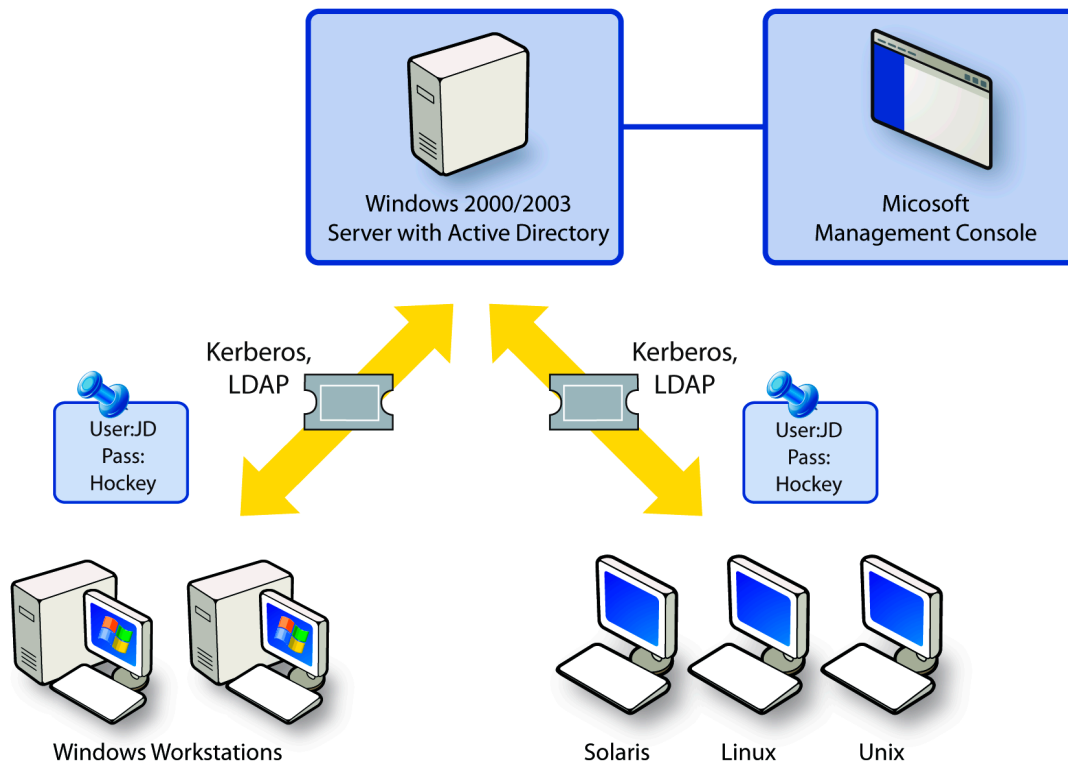 Windows 2000/2003
Server with Active Directory
Micosoft
Management Console
Kerberos,
LDAP
Kerberos,
LDAP
User:JD
Pass:
Hockey
User:JD
Pass:
Hockey
Windows Workstations
Solaris
Linux
Unix